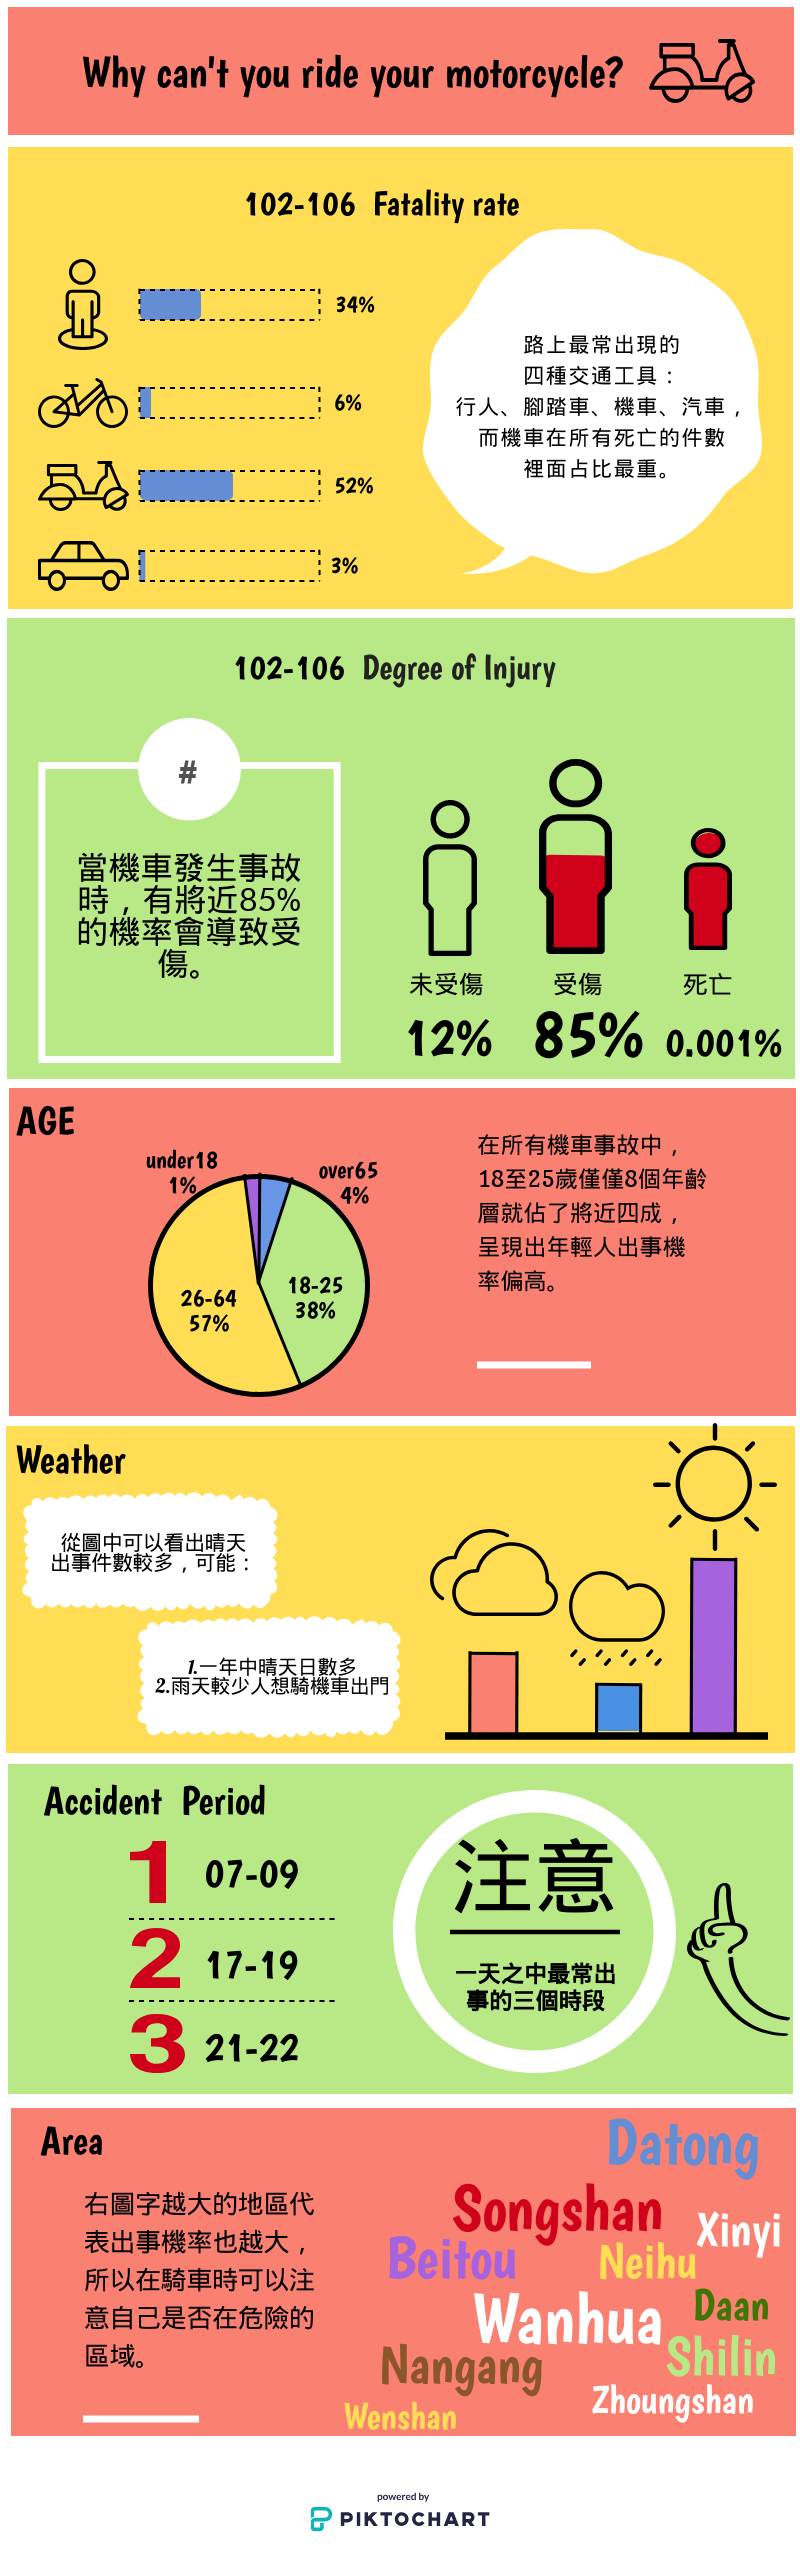 Why can't you ride your motorcycle?
102-106 Fatality rate
34%
6%
52%
3%
路上最常出現的
四種交通工具：
行人、腳踏車、機車、汽車，
而機車在所有死亡的件數
裡面占比最重。
102-106 Degree of Injury
#
當機車發生事故
時，有將近85%
的機率會導致受
傷。
未受傷
12%
受傷
85%
死亡
0.001%
AGE
under18
1%
over65
4%
26-64
57%
18-25
38%
在所有機車事故中，
18至25歲僅僅8個年齡
層就佔了將近四成，
呈現出年輕人出事機
率偏高。
Weather
從圖中可以看出晴天
出事件數較多，可能：
1.一年中晴天日數多
2.雨天較少人想騎機車出門
Accident Period
1 07-09
2 17-19
3 21-22
注意
一天之中最常出
事的三個時段
Area
右圖字越大的地區代
表出事機率也越大，
所以在騎車時可以注
意自己是否在危險的
區域。
Datong
Songshan
Xinyi
Beitou
Neihu
Wanhua
Daan
Nangang
Shilin
Zhoungshan
Wenshan
powered by
PIKTOCHART